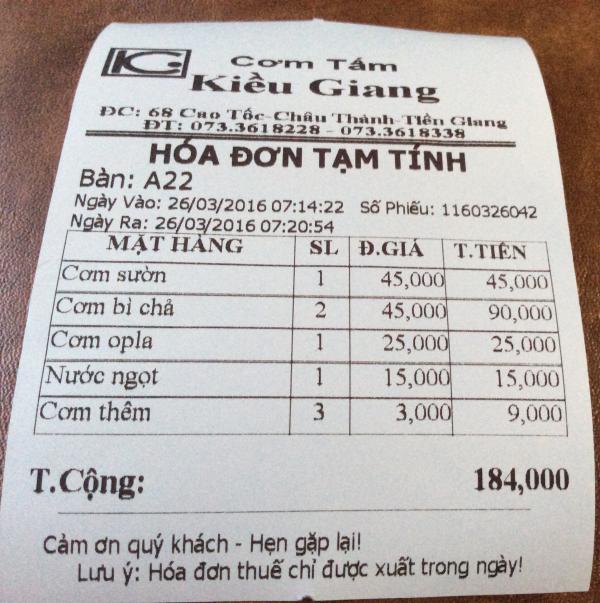 KG
Cơm Tấm
Kiều Giang
ĐC: 68 Cao Tốc-Châu Thành-Tiền Giang
ĐT: 073.3618228 - 073.3618338
HÓA ĐƠN TẠM TÍNH
Bàn: A22
Ngày Vào: 26/03/2016 07:14:22 Số Phiếu: 1160326042
Ngày Ra: 26/03/2016 07:20:54
MẶT HÀNG SL Đ.GIÁ T.TIỀN
Cơm sườn 1 45,000 45,000
Cơm bì chả 2 45,000 90,000
Cơm opla 1 25,000 25,000
Nước ngọt 1 15,000 15,000
Cơm thêm 3 3,000 9,000
T.Cộng: 184,000
Cảm ơn quý khách - Hẹn gặp lại!
Lưu ý: Hóa đơn thuế chỉ được xuất trong ngày!